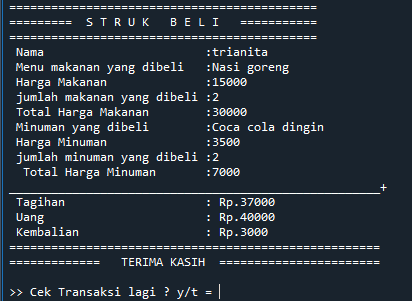 ============================================
=========  S T R U K   B E L I  ===========
============================================
Nama                      :trianita
Menu makanan yang dibeli   :Nasi goreng
Harga Makanan             :15000
jumlah makanan yang dibeli :2
Total Harga Makanan       :30000
Minuman yang dibeli       :Coca cola dingin
Harga Minuman             :3500
jumlah minuman yang dibeli :2
Total Harga Minuman      :7000
_____________________________________________________+
Tagihan                   : Rp.37000
Uang                      : Rp.40000
Kembalian                 : Rp.3000
=====================================================
=============   TERIMA KASIH  =======================
>> Cek Transaksi lagi ? y/t =